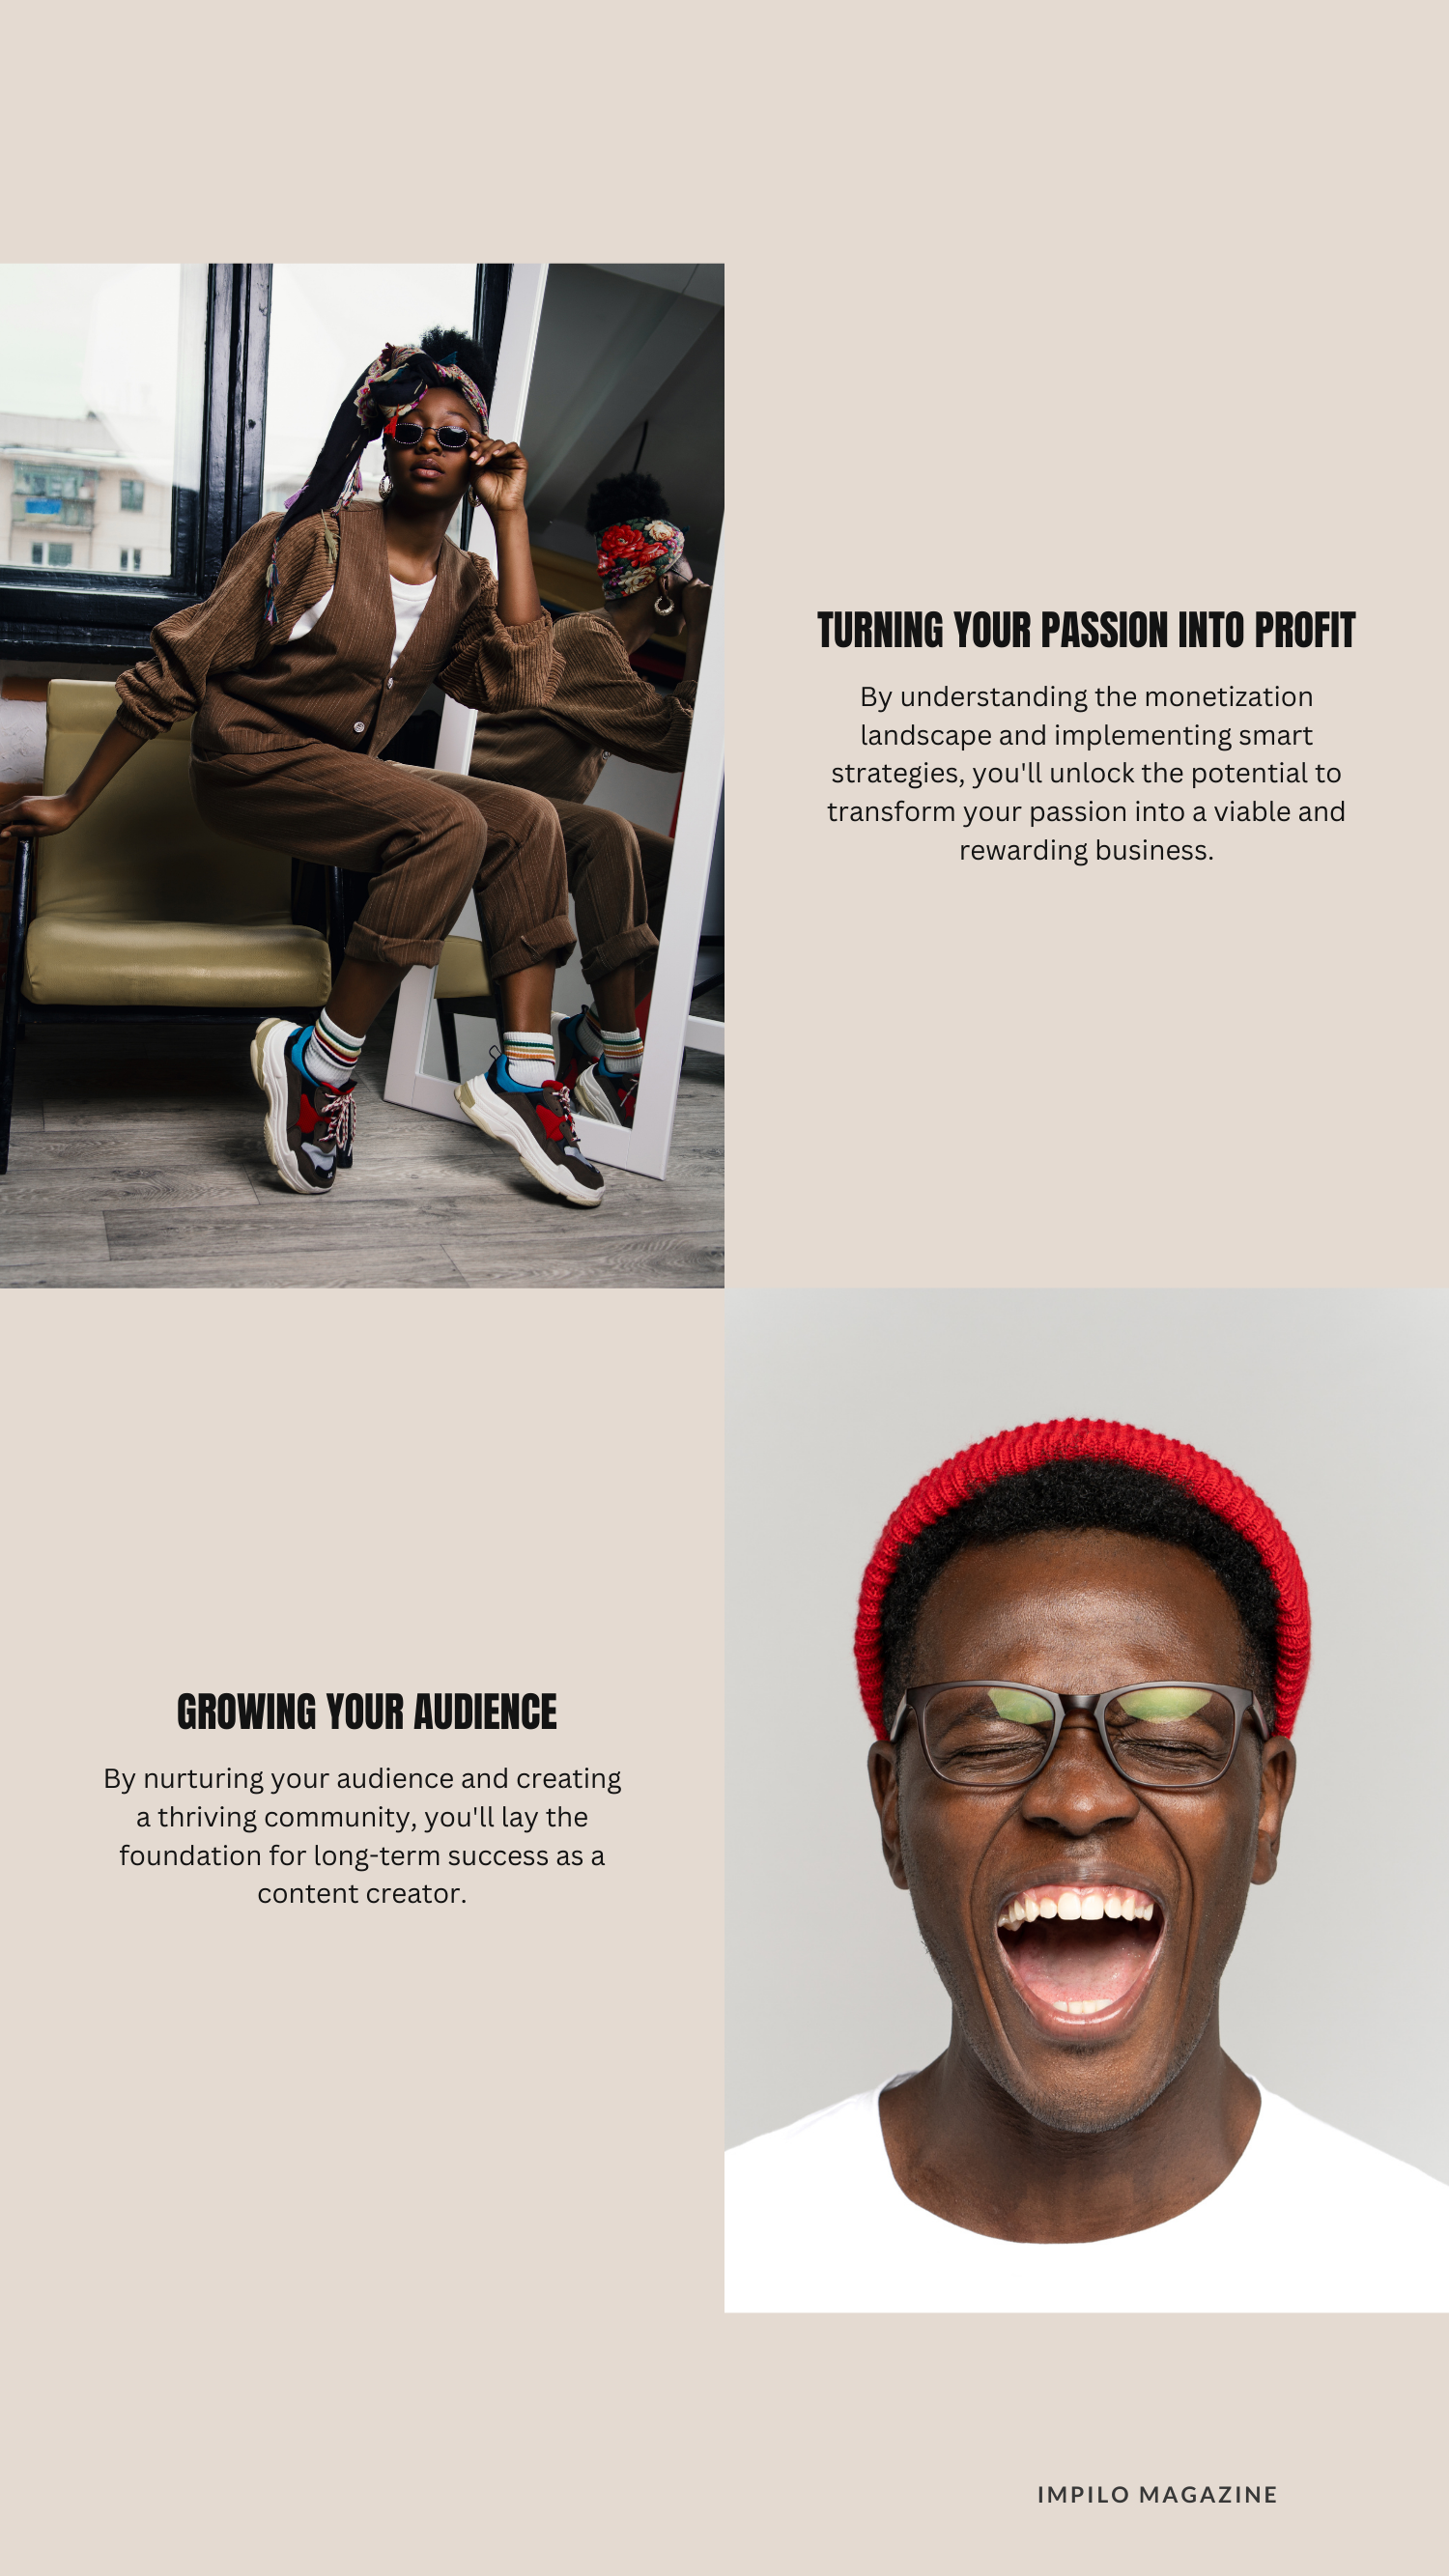 TURNING YOUR PASSION INTO PROFIT
By understanding the monetization
landscape and implementing smart
strategies, you'll unlock the potential to
transform your passion into a viable and
rewarding business.
GROWING YOUR AUDIENCE
By nurturing your audience and creating
a thriving community, you'll lay the
foundation for long-term success as a
content creator.
IMPILO MAGAZINE